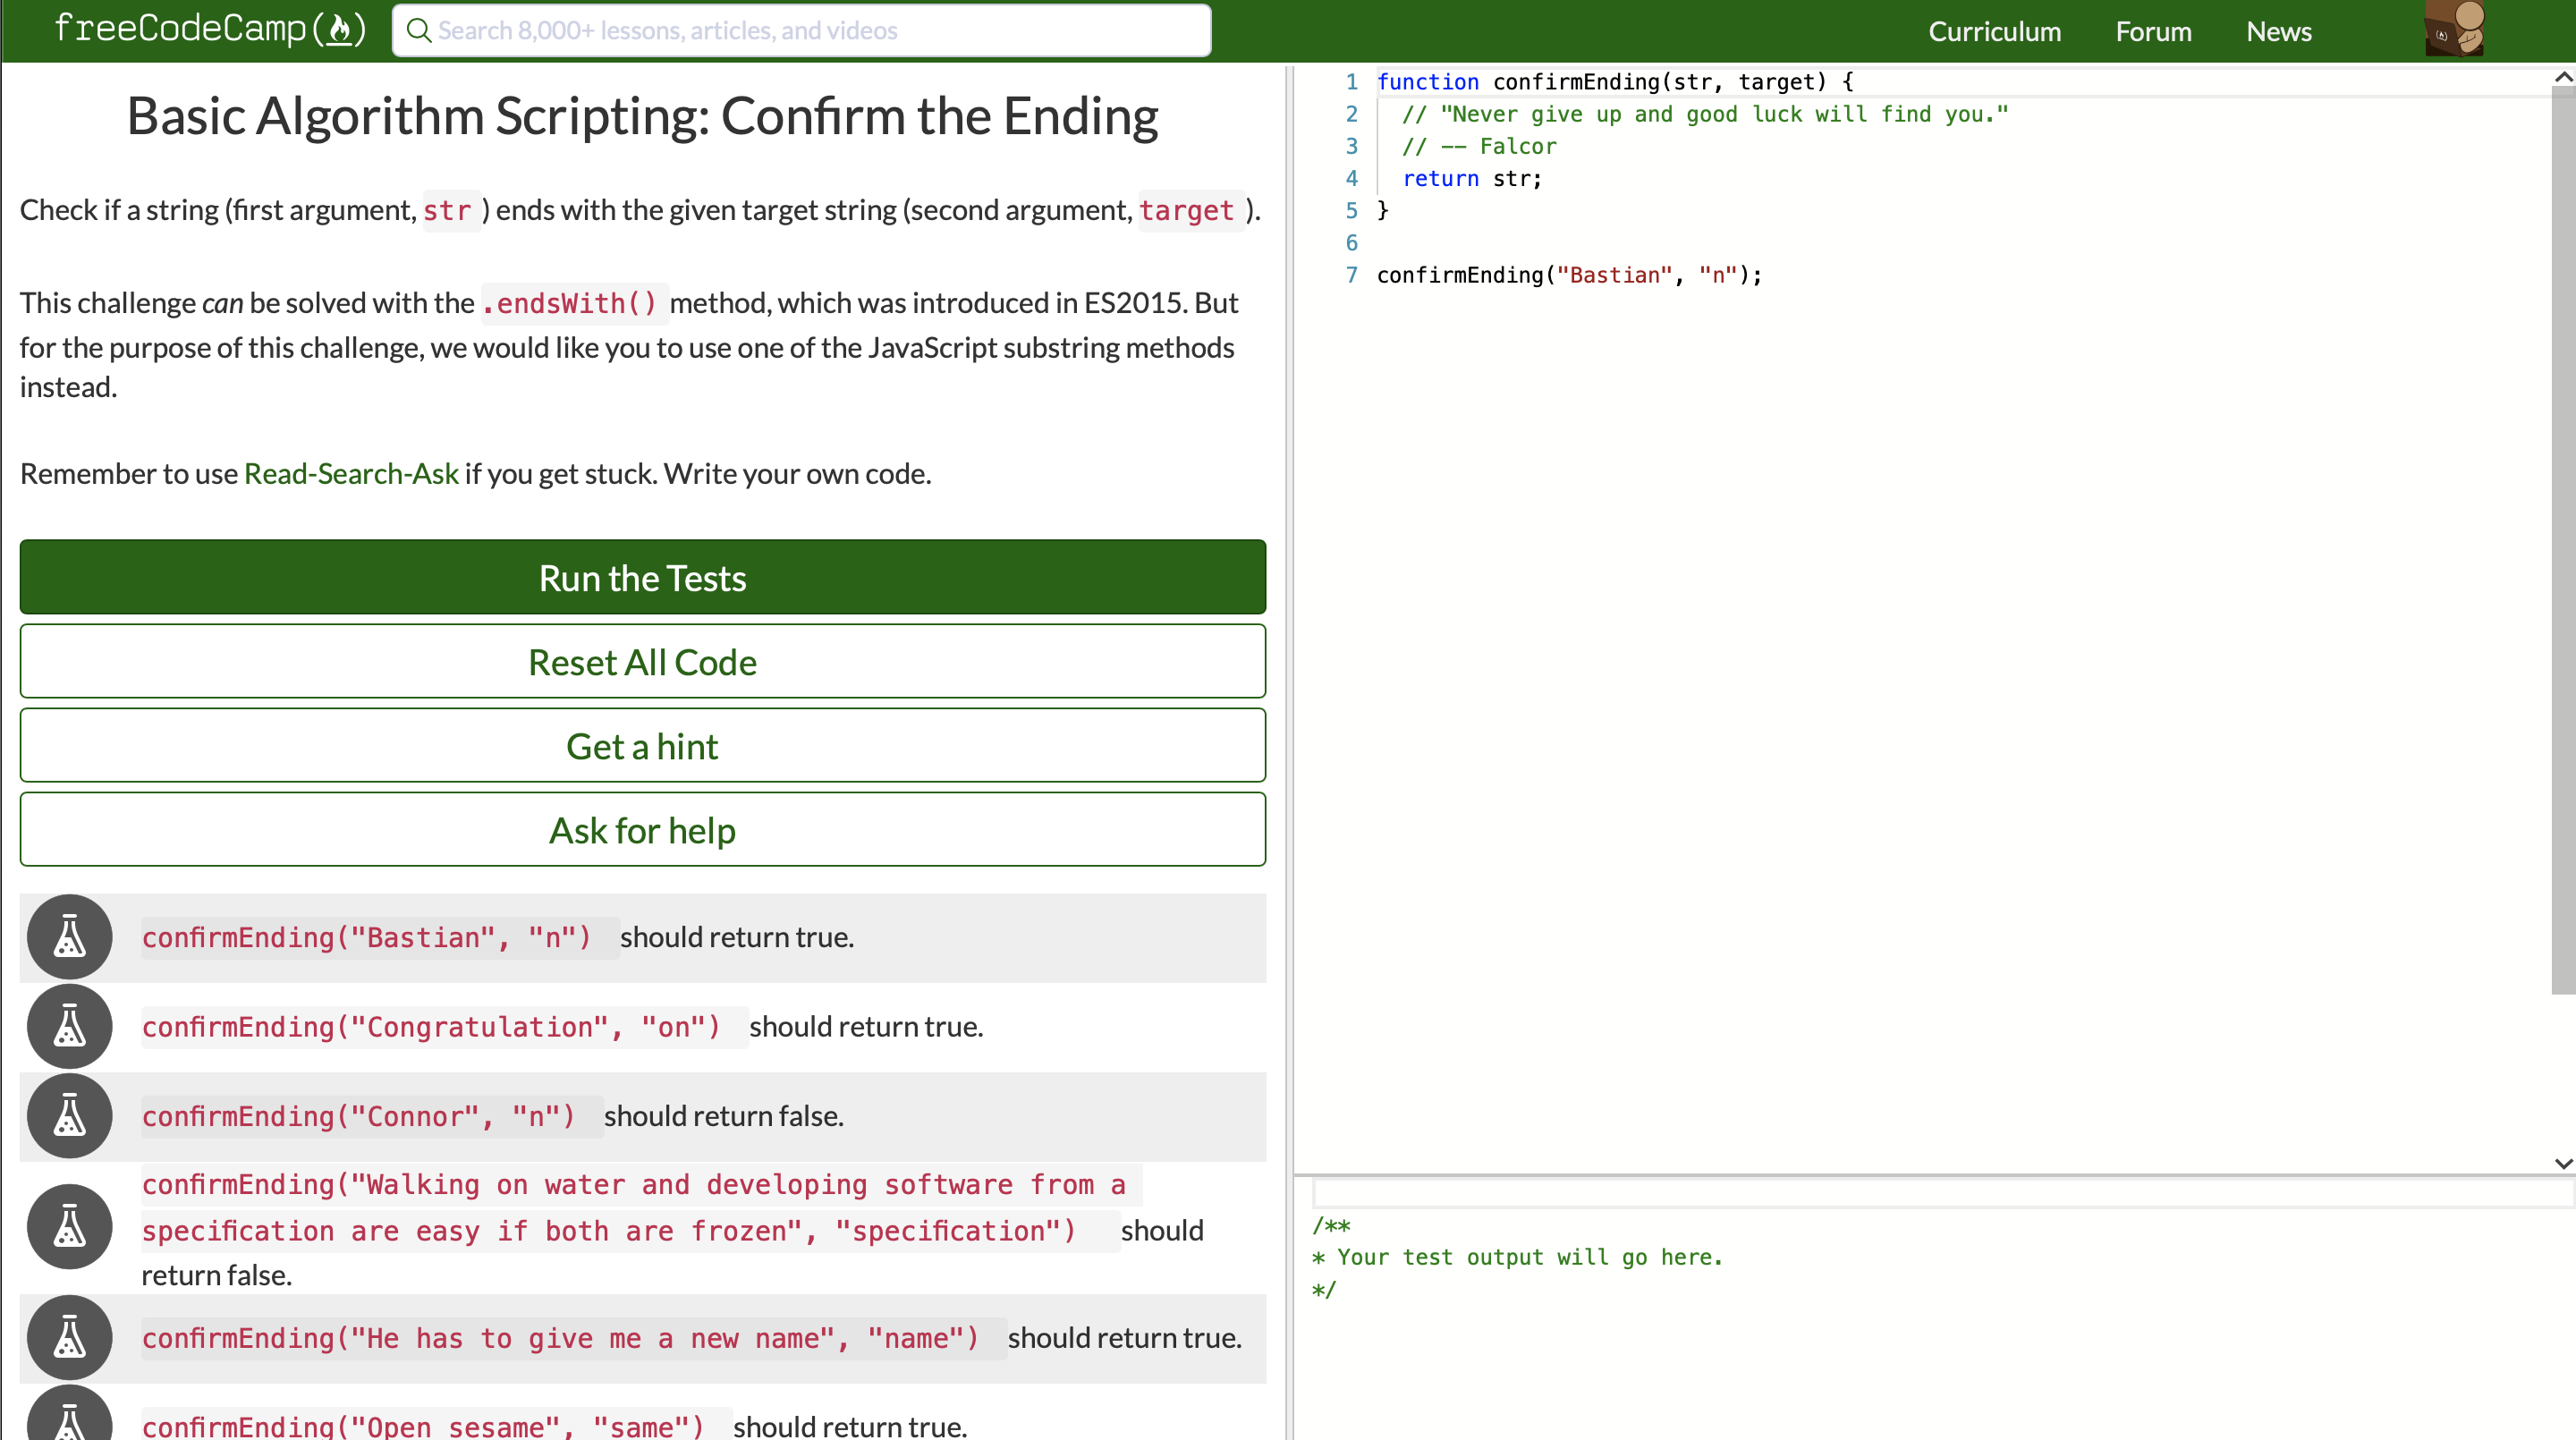 freeCodeCamp(🔥)
Search 8,000+ lessons, articles, and videos
Curriculum
Forum
News
Basic Algorithm Scripting: Confirm the Ending
Check if a string (first argument, str ) ends with the given target string (second argument, target ).
This challenge can be solved with the .endsWith() method, which was introduced in ES2015. But
for the purpose of this challenge, we would like you to use one of the JavaScript substring methods
instead.
Remember to use Read-Search-Ask if you get stuck. Write your own code.
Run the Tests
Reset All Code
Get a hint
Ask for help
confirmEnding("Bastian", "n") should return true.
confirmEnding("Congratulation", "on") should return true.
confirmEnding("Connor", "n") should return false.
confirmEnding("Walking on water and developing software from a
specification are easy if both are frozen", "specification") should
return false.
confirmEnding("He has to give me a new name", "name") should return true.
confirmEnding("Open sesame", "same") should return true.
1 function confirmEnding(str, target) {
2 // "Never give up and good luck will find you."
3 // -- Falcor
4 return str;
5 }
6
7 confirmEnding("Bastian", "n");
/**
* Your test output will go here.
*/